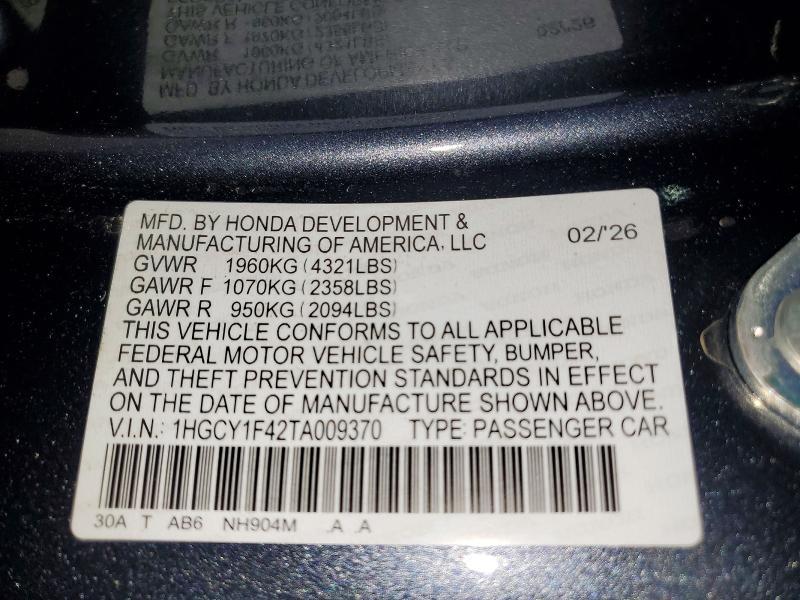 MFD. BY HONDA DEVELOPMENT &
MANUFACTURING OF AMERICA, LLC 02/'26
GVWR 1960KG (4321LBS)
GAWR F 1070KG (2358LBS)
GAWR R 950KG (2094LBS)
THIS VEHICLE CONFORMS TO ALL APPLICABLE
FEDERAL MOTOR VEHICLE SAFETY, BUMPER,
AND THEFT PREVENTION STANDARDS IN EFFECT
ON THE DATE OF MANUFACTURE SHOWN ABOVE.
V.I.N.: 1HGCY1F42TA009370 TYPE: PASSENGER CAR
30A T AB6 NH904M .A .A